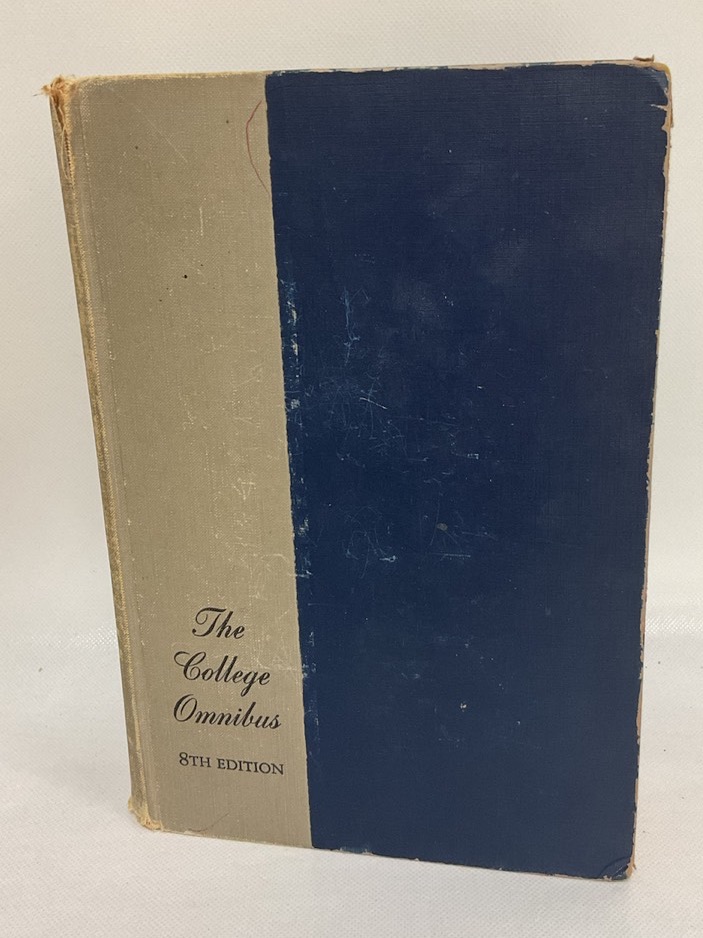 The
College
Omnibus
8TH EDITION